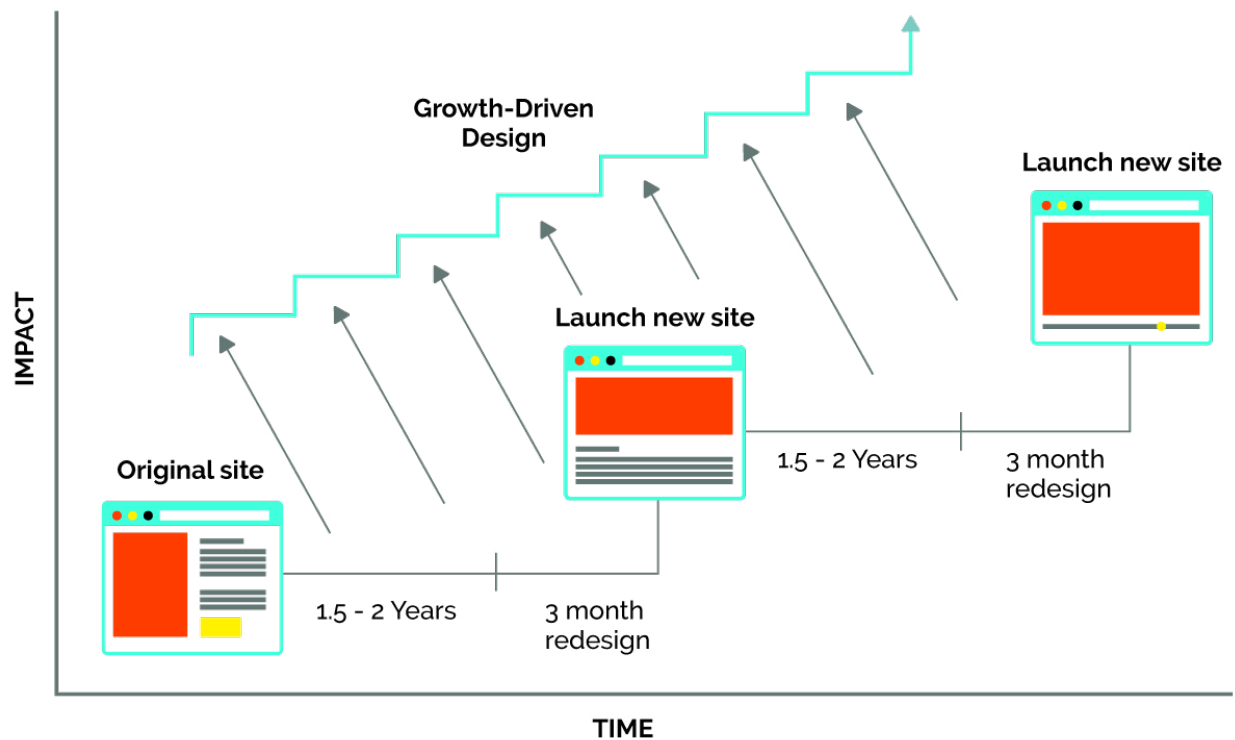 Growth-Driven
Design
Launch new site
Launch new site
IMPACT
Original site
1.5 - 2 Years
3 month
redesign
1.5 - 2 Years
3 month
redesign
TIME